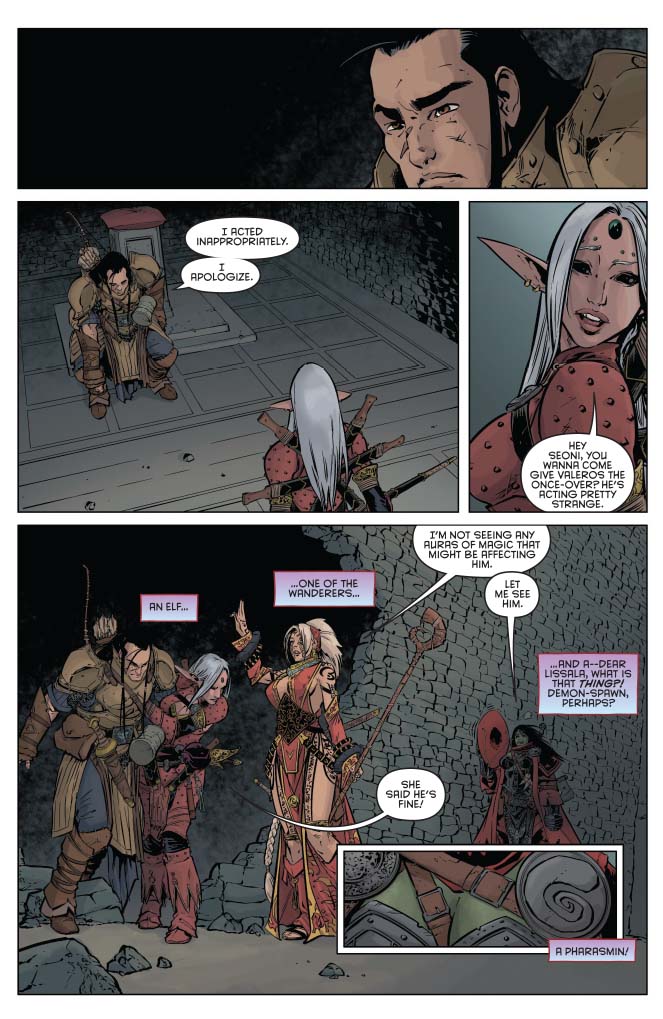 I ACTED
INAPPROPRIATELY.
I
APOLOGIZE.
HEY
SEONI, YOU
WANNA COME
GIVE VALEROS THE
ONCE-OVER? HE'S
ACTING PRETTY
STRANGE.
AN ELF...
...ONE OF THE
WANDERERS...
I'M NOT SEEING ANY
AURAS OF MAGIC THAT
MIGHT BE AFFECTING
HIM.
LET
ME SEE
HIM.
...AND A--DEAR
LISSALA, WHAT IS
THAT THING?!
DEMON-SPAWN,
PERHAPS?
SHE
SAID HE'S
FINE!
A PHARASMIN!